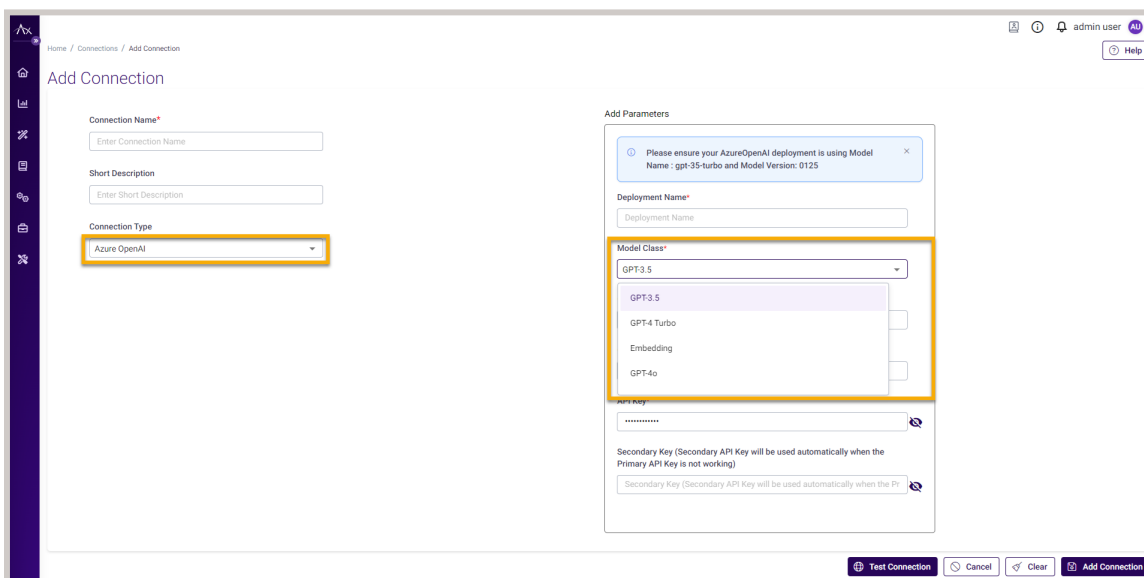 admin user AU
Home / Connections / Add Connection
Help
Add Connection
Connection Name*
Enter Connection Name
Short Description
Enter Short Description
Connection Type
Azure OpenAI
Add Parameters
Please ensure your AzureOpenAI deployment is using Model
Name : gpt-35-turbo and Model Version: 0125
Deployment Name*
Deployment Name
Model Class*
GPT-3.5
GPT-3.5
GPT-4 Turbo
Embedding
GPT-4o
API Key*
Secondary Key (Secondary API Key will be used automatically when the
Primary API Key is not working)
Secondary Key (Secondary API Key will be used automatically when the Pr
Test Connection
Cancel
Clear
Add Connection